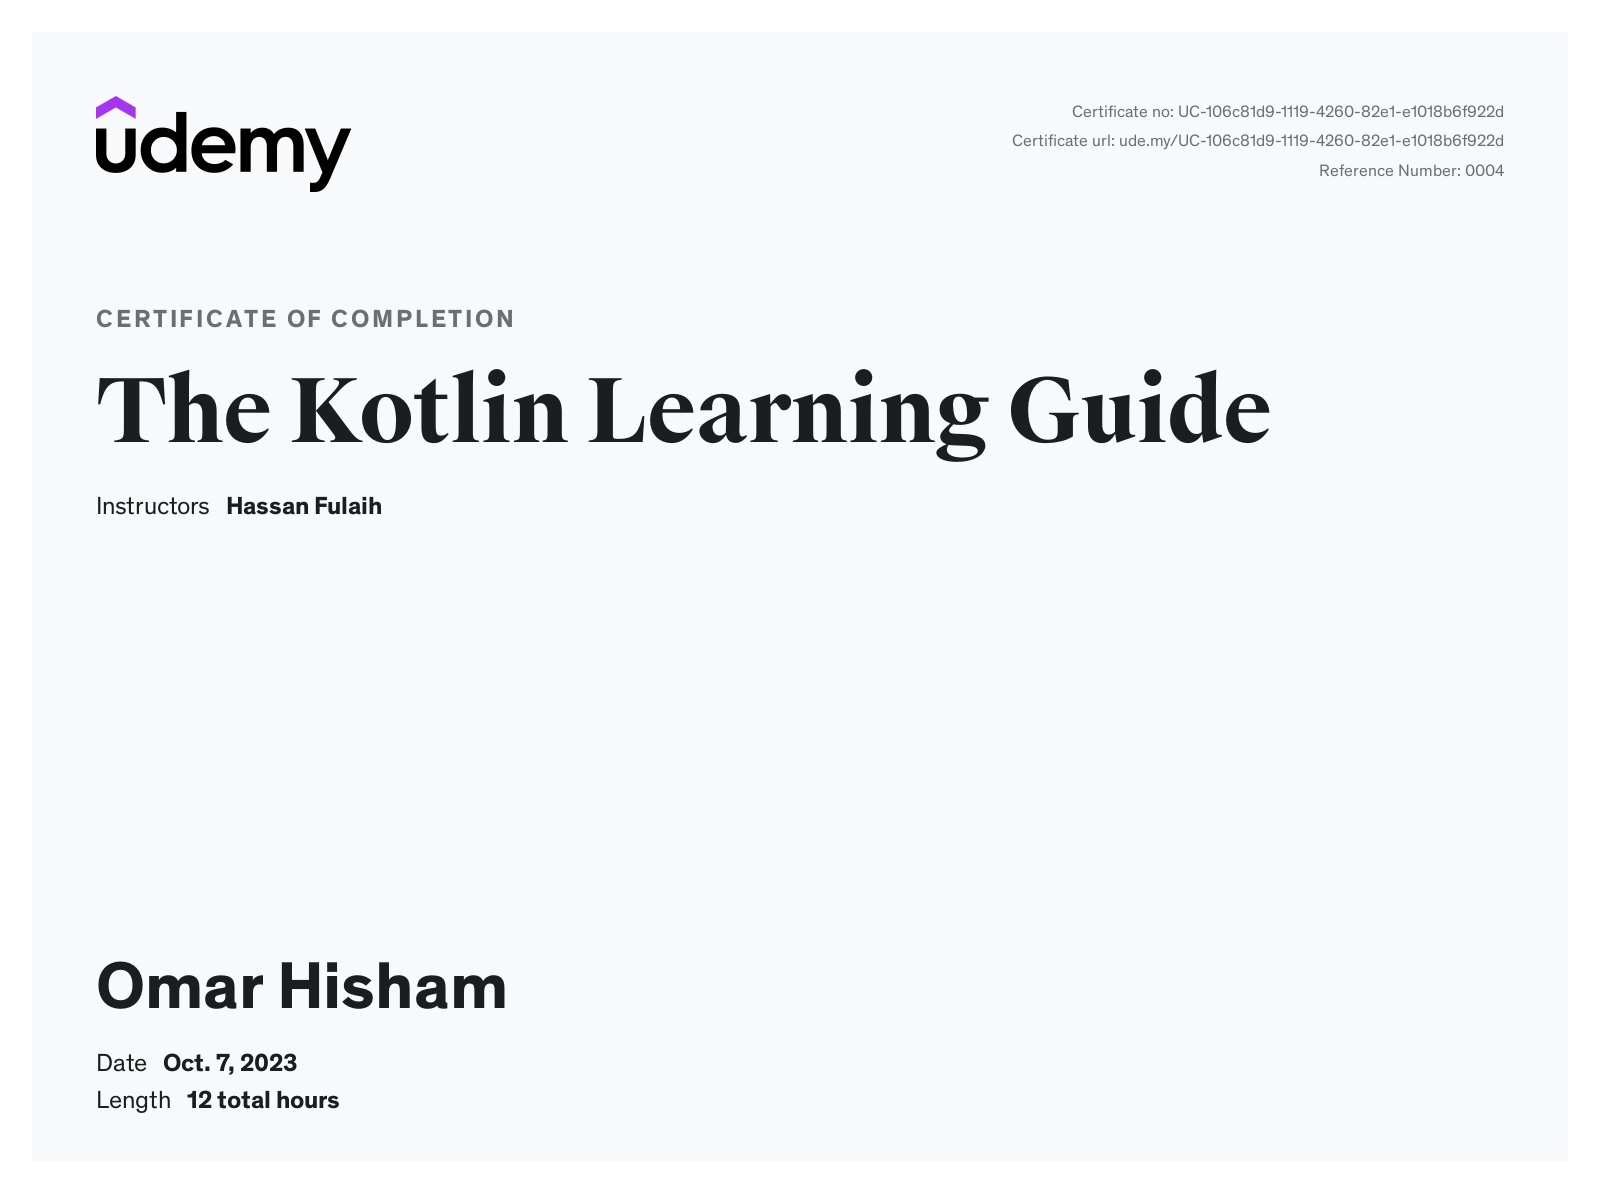 udemy
Certificate no: UC-106c81d9-1119-4260-82e1-e1018b6f922d
Certificate url: ude.my/UC-106c81d9-1119-4260-82e1-e1018b6f922d
Reference Number: 0004
CERTIFICATE OF COMPLETION
The Kotlin Learning Guide
Instructors Hassan Fulaih
Omar Hisham
Date Oct. 7, 2023
Length 12 total hours